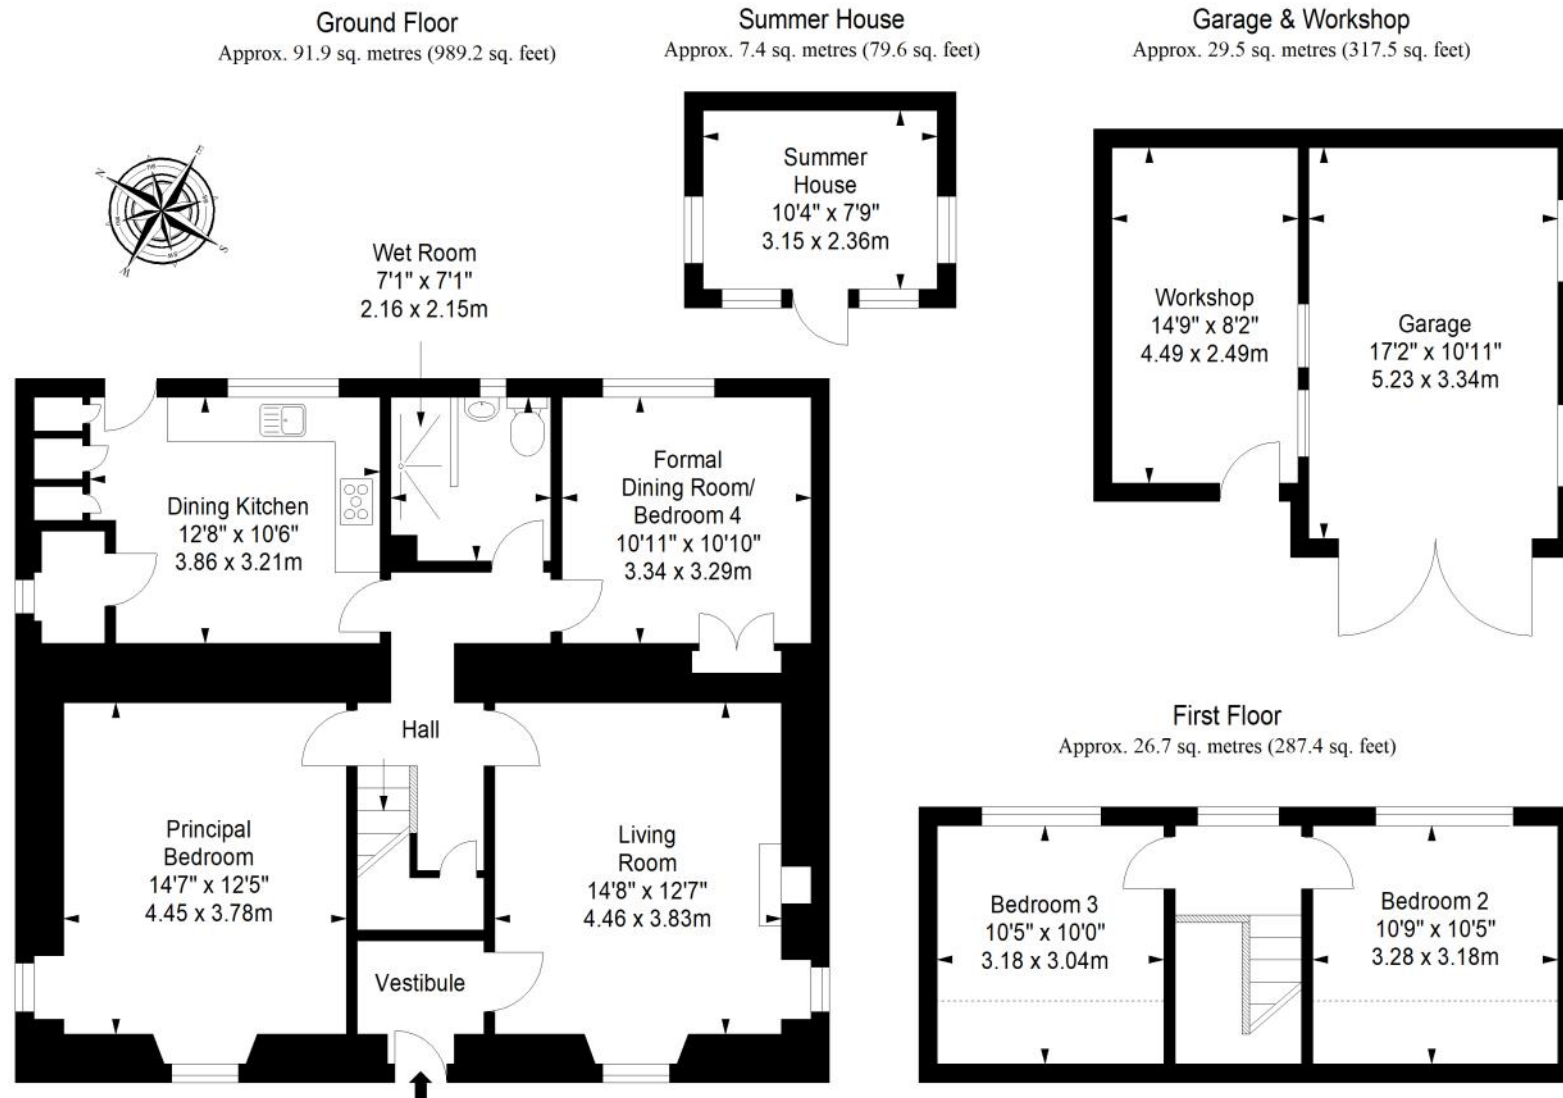 Ground Floor
Approx. 91.9 sq. metres (989.2 sq. feet)
Summer House
Approx. 7.4 sq. metres (79.6 sq. feet)
Garage & Workshop
Approx. 29.5 sq. metres (317.5 sq. feet)
N
E
S
W
Summer
House
10'4" x 7'9"
3.15 x 2.36m
Wet Room
7'1" x 7'1"
2.16 x 2.15m
Workshop
14'9" x 8'2"
4.49 x 2.49m
Garage
17'2" x 10'11"
5.23 x 3.34m
Dining Kitchen
12'8" x 10'6"
3.86 x 3.21m
Formal
Dining Room/
Bedroom 4
10'11" x 10'10"
3.34 x 3.29m
Hall
Principal
Bedroom
14'7" x 12'5"
4.45 x 3.78m
Living
Room
14'8" x 12'7"
4.46 x 3.83m
Vestibule
First Floor
Approx. 26.7 sq. metres (287.4 sq. feet)
Bedroom 3
10'5" x 10'0"
3.18 x 3.04m
Bedroom 2
10'9" x 10'5"
3.28 x 3.18m